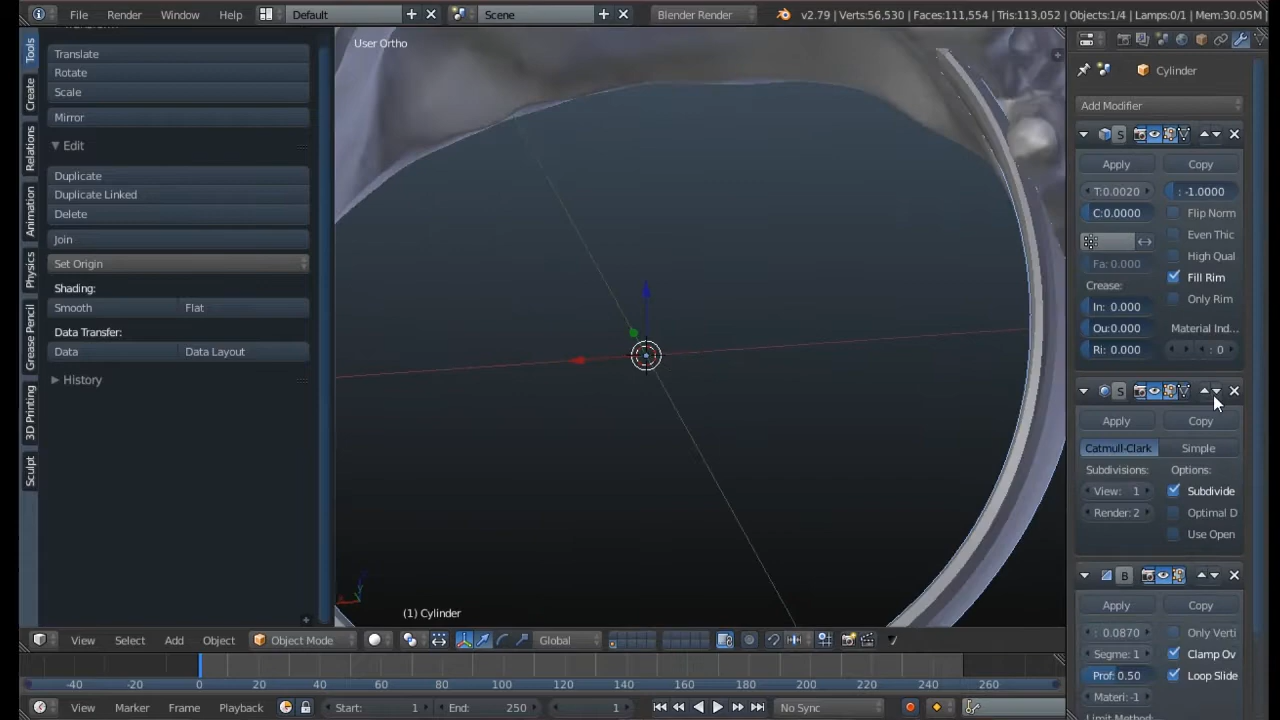 File Render Window Help Default Scene Blender Render v2.79 | Verts:56,530 | Faces:111,554 | Tris:113,052 | Objects:1/4 | Lamps:0/1 | Mem:30.05M
Tools
Create
Relations
Animation
Physics
Grease Pencil
3D Printing
Sculpt
Translate
Rotate
Scale
Mirror
Edit
Duplicate
Duplicate Linked
Delete
Join
Set Origin
Shading:
Smooth Flat
Data Transfer:
Data Data Layout
History
User Ortho
(1) Cylinder
Cylinder
Add Modifier
S
Apply Copy
T:0.0020 : -1.0000
C:0.0000 Flip Norm
Even Thic
High Qual
Fa: 0.000 Fill Rim
Crease: Only Rim
In: 0.000
Ou:0.000 Material Ind...
Ri: 0.000 : 0
S
Apply Copy
Catmull-Clark Simple
Subdivisions: Options:
View: 1 Subdivide
Render: 2 Optimal D
Use Open
B
Apply Copy
: 0.0870 Only Verti
Segme: 1 Clamp Ov
Prof: 0.50 Loop Slide
Materi: -1
View Select Add Object Object Mode Global
-40 -20 0 20 40 60 80 100 120 140 160 180 200 220 240 260
View Marker Frame Playback Start: 1 End: 250 1 No Sync